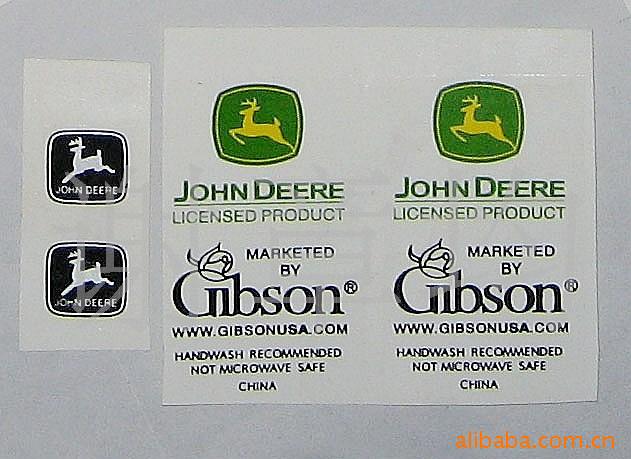 JOHN DEERE
JOHN DEERE
JOHN DEERE
LICENSED PRODUCT
MARKETED
BY
Gibson®
WWW.GIBSONUSA.COM
HANDWASH RECOMMENDED
NOT MICROWAVE SAFE
CHINA
JOHN DEERE
LICENSED PRODUCT
MARKETED
BY
Gibson®
WWW.GIBSONUSA.COM
HANDWASH RECOMMENDED
NOT MICROWAVE SAFE
CHINA
alibaba.com.cn